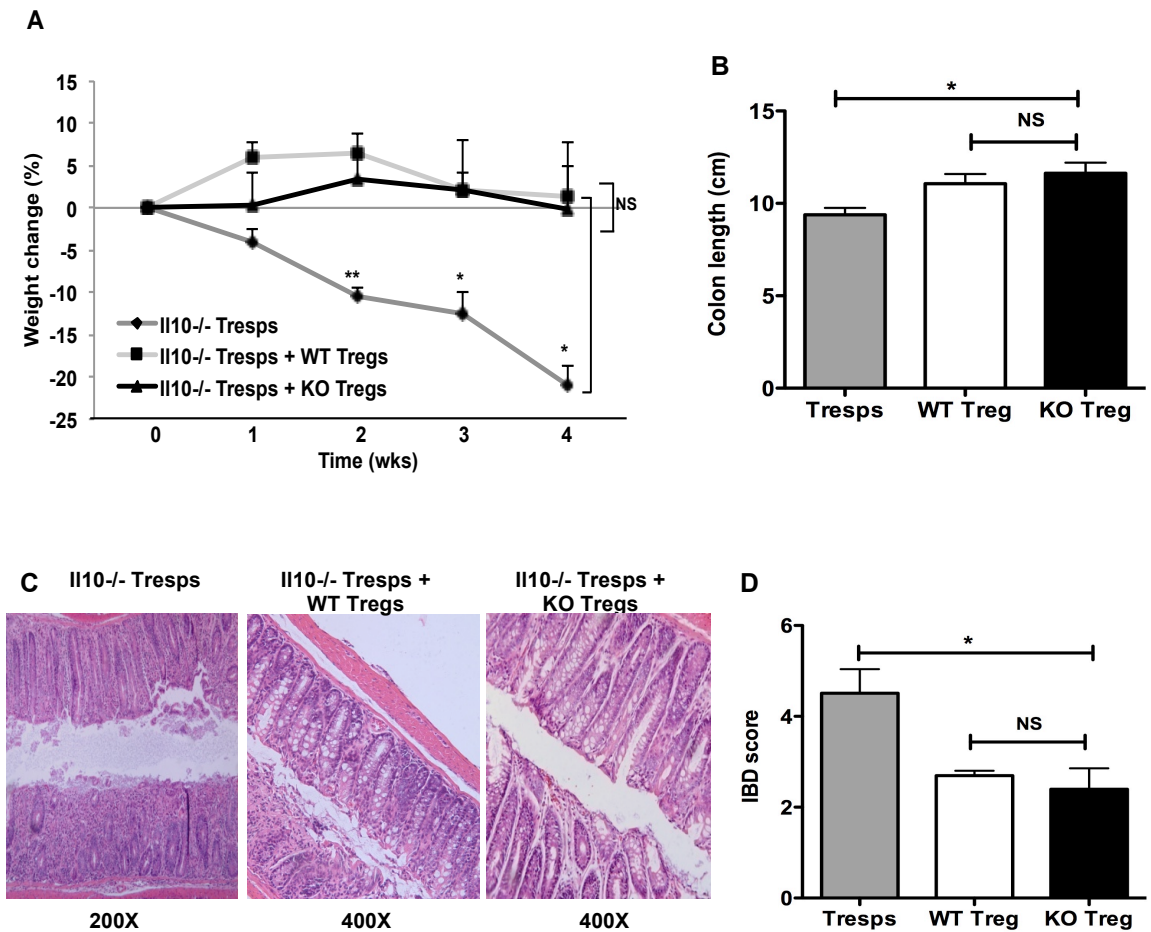 A
15
10
5
0
-5
-10
-15
-20
-25
Weight change (%)
**
*
*
NS
Il10-/- Tresps
Il10-/- Tresps + WT Tregs
Il10-/- Tresps + KO Tregs
0 1 2 3 4
Time (wks)
B
*
NS
15
10
5
0
Colon length (cm)
Tresps WT Treg KO Treg
C
Il10-/- Tresps
Il10-/- Tresps +
WT Tregs
Il10-/- Tresps +
KO Tregs
200X
400X
400X
D
*
NS
6
4
2
0
IBD score
Tresps WT Treg KO Treg